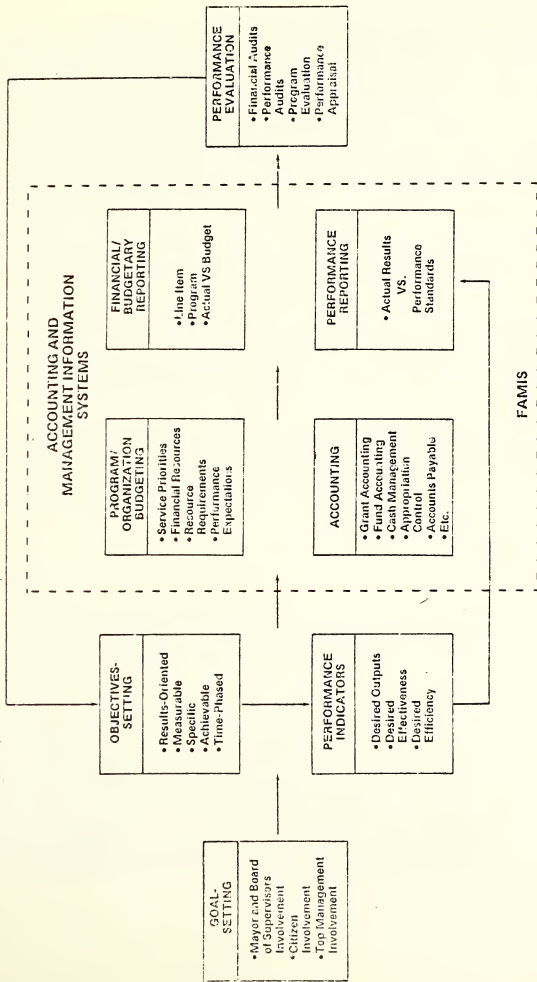 GOAL-
SETTING
• Mayor and Board
of Supervisors
Involvement
• Citizen
Involvement
• Top Management
Involvement
OBJECTIVES-
SETTING
• Results-Oriented
• Measurable
• Specific
• Achievable
• Time-Phased
PERFORMANCE
INDICATORS
• Desired Outputs
• Desired
Effectiveness
• Desired
Efficiency
ACCOUNTING AND
MANAGEMENT INFORMATION
SYSTEMS
PROGRAM/
ORGANIZATION
BUDGETING
• Service Priorities
• Financial Resources
• Resource
Requirements
• Performance
Expectations
ACCOUNTING
• Grant Accounting
• Fund Accounting
• Cash Management
• Appropriation
Control
• Accounts Payable
• Etc.
FINANCIAL/
BUDGETARY
REPORTING
• Line Item
• Program
• Actual VS Budget
PERFORMANCE
REPORTING
• Actual Results
VS.
Performance
Standards
FAMIS
PERFORMANCE
EVALUATION
• Financial Audits
• Performance
Audits
• Program
Evaluation
• Performance
Appraisal